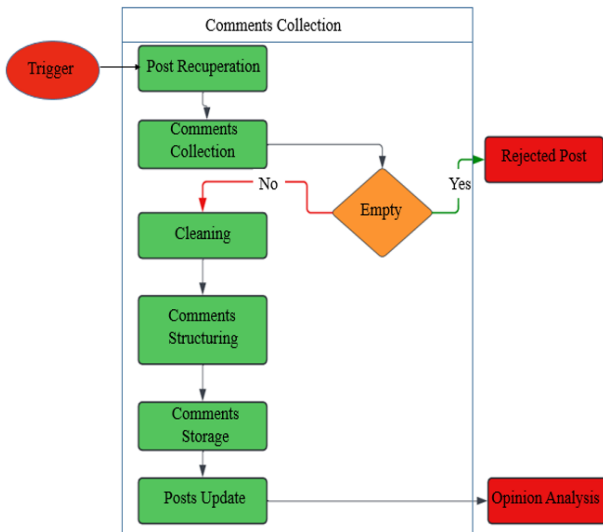 Comments Collection
Trigger
Post Recuperation
Comments
Collection
Rejected Post
No
Yes
Empty
Cleaning
Comments
Structuring
Comments
Storage
Posts Update
Opinion Analysis